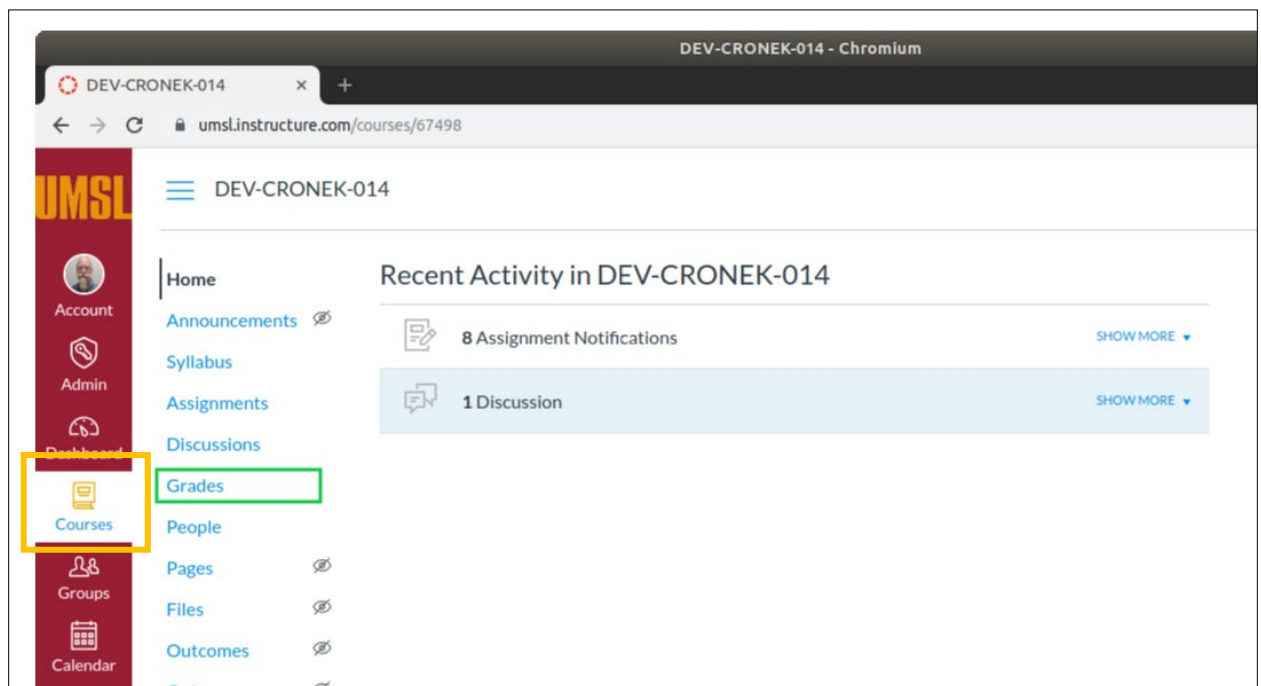 DEV-CRONEK-014 - Chromium
DEV-CRONEK-014
umsl.instructure.com/courses/67498
UMSL
DEV-CRONEK-014
Account
Admin
Dashboard
Courses
Groups
Calendar
Home
Announcements
Syllabus
Assignments
Discussions
Grades
People
Pages
Files
Outcomes
Recent Activity in DEV-CRONEK-014
8 Assignment Notifications SHOW MORE
1 Discussion SHOW MORE